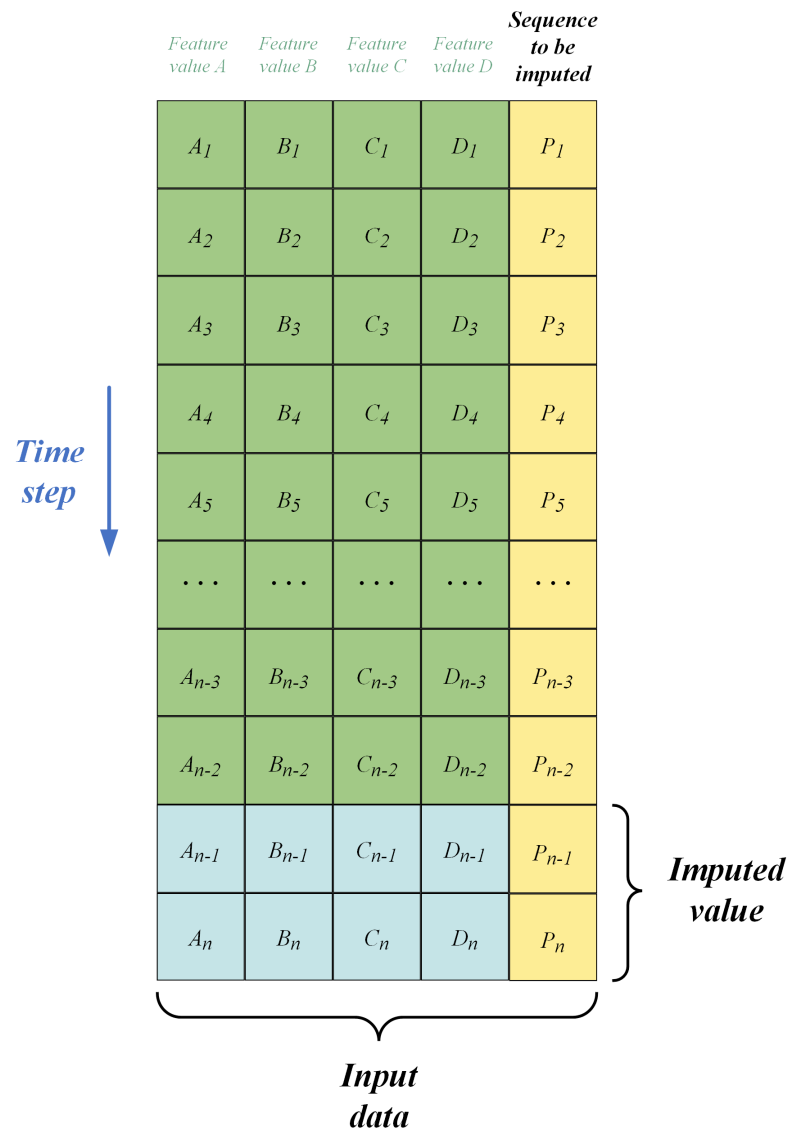 Feature value A Feature value B Feature value C Feature value D Sequence to be imputed
A1 B1 C1 D1 P1
A2 B2 C2 D2 P2
A3 B3 C3 D3 P3
A4 B4 C4 D4 P4
A5 B5 C5 D5 P5
... ... ... ... ...
An-3 Bn-3 Cn-3 Dn-3 Pn-3
An-2 Bn-2 Cn-2 Dn-2 Pn-2
An-1 Bn-1 Cn-1 Dn-1 Pn-1
An Bn Cn Dn Pn
Time
step
Imputed
value
Input
data